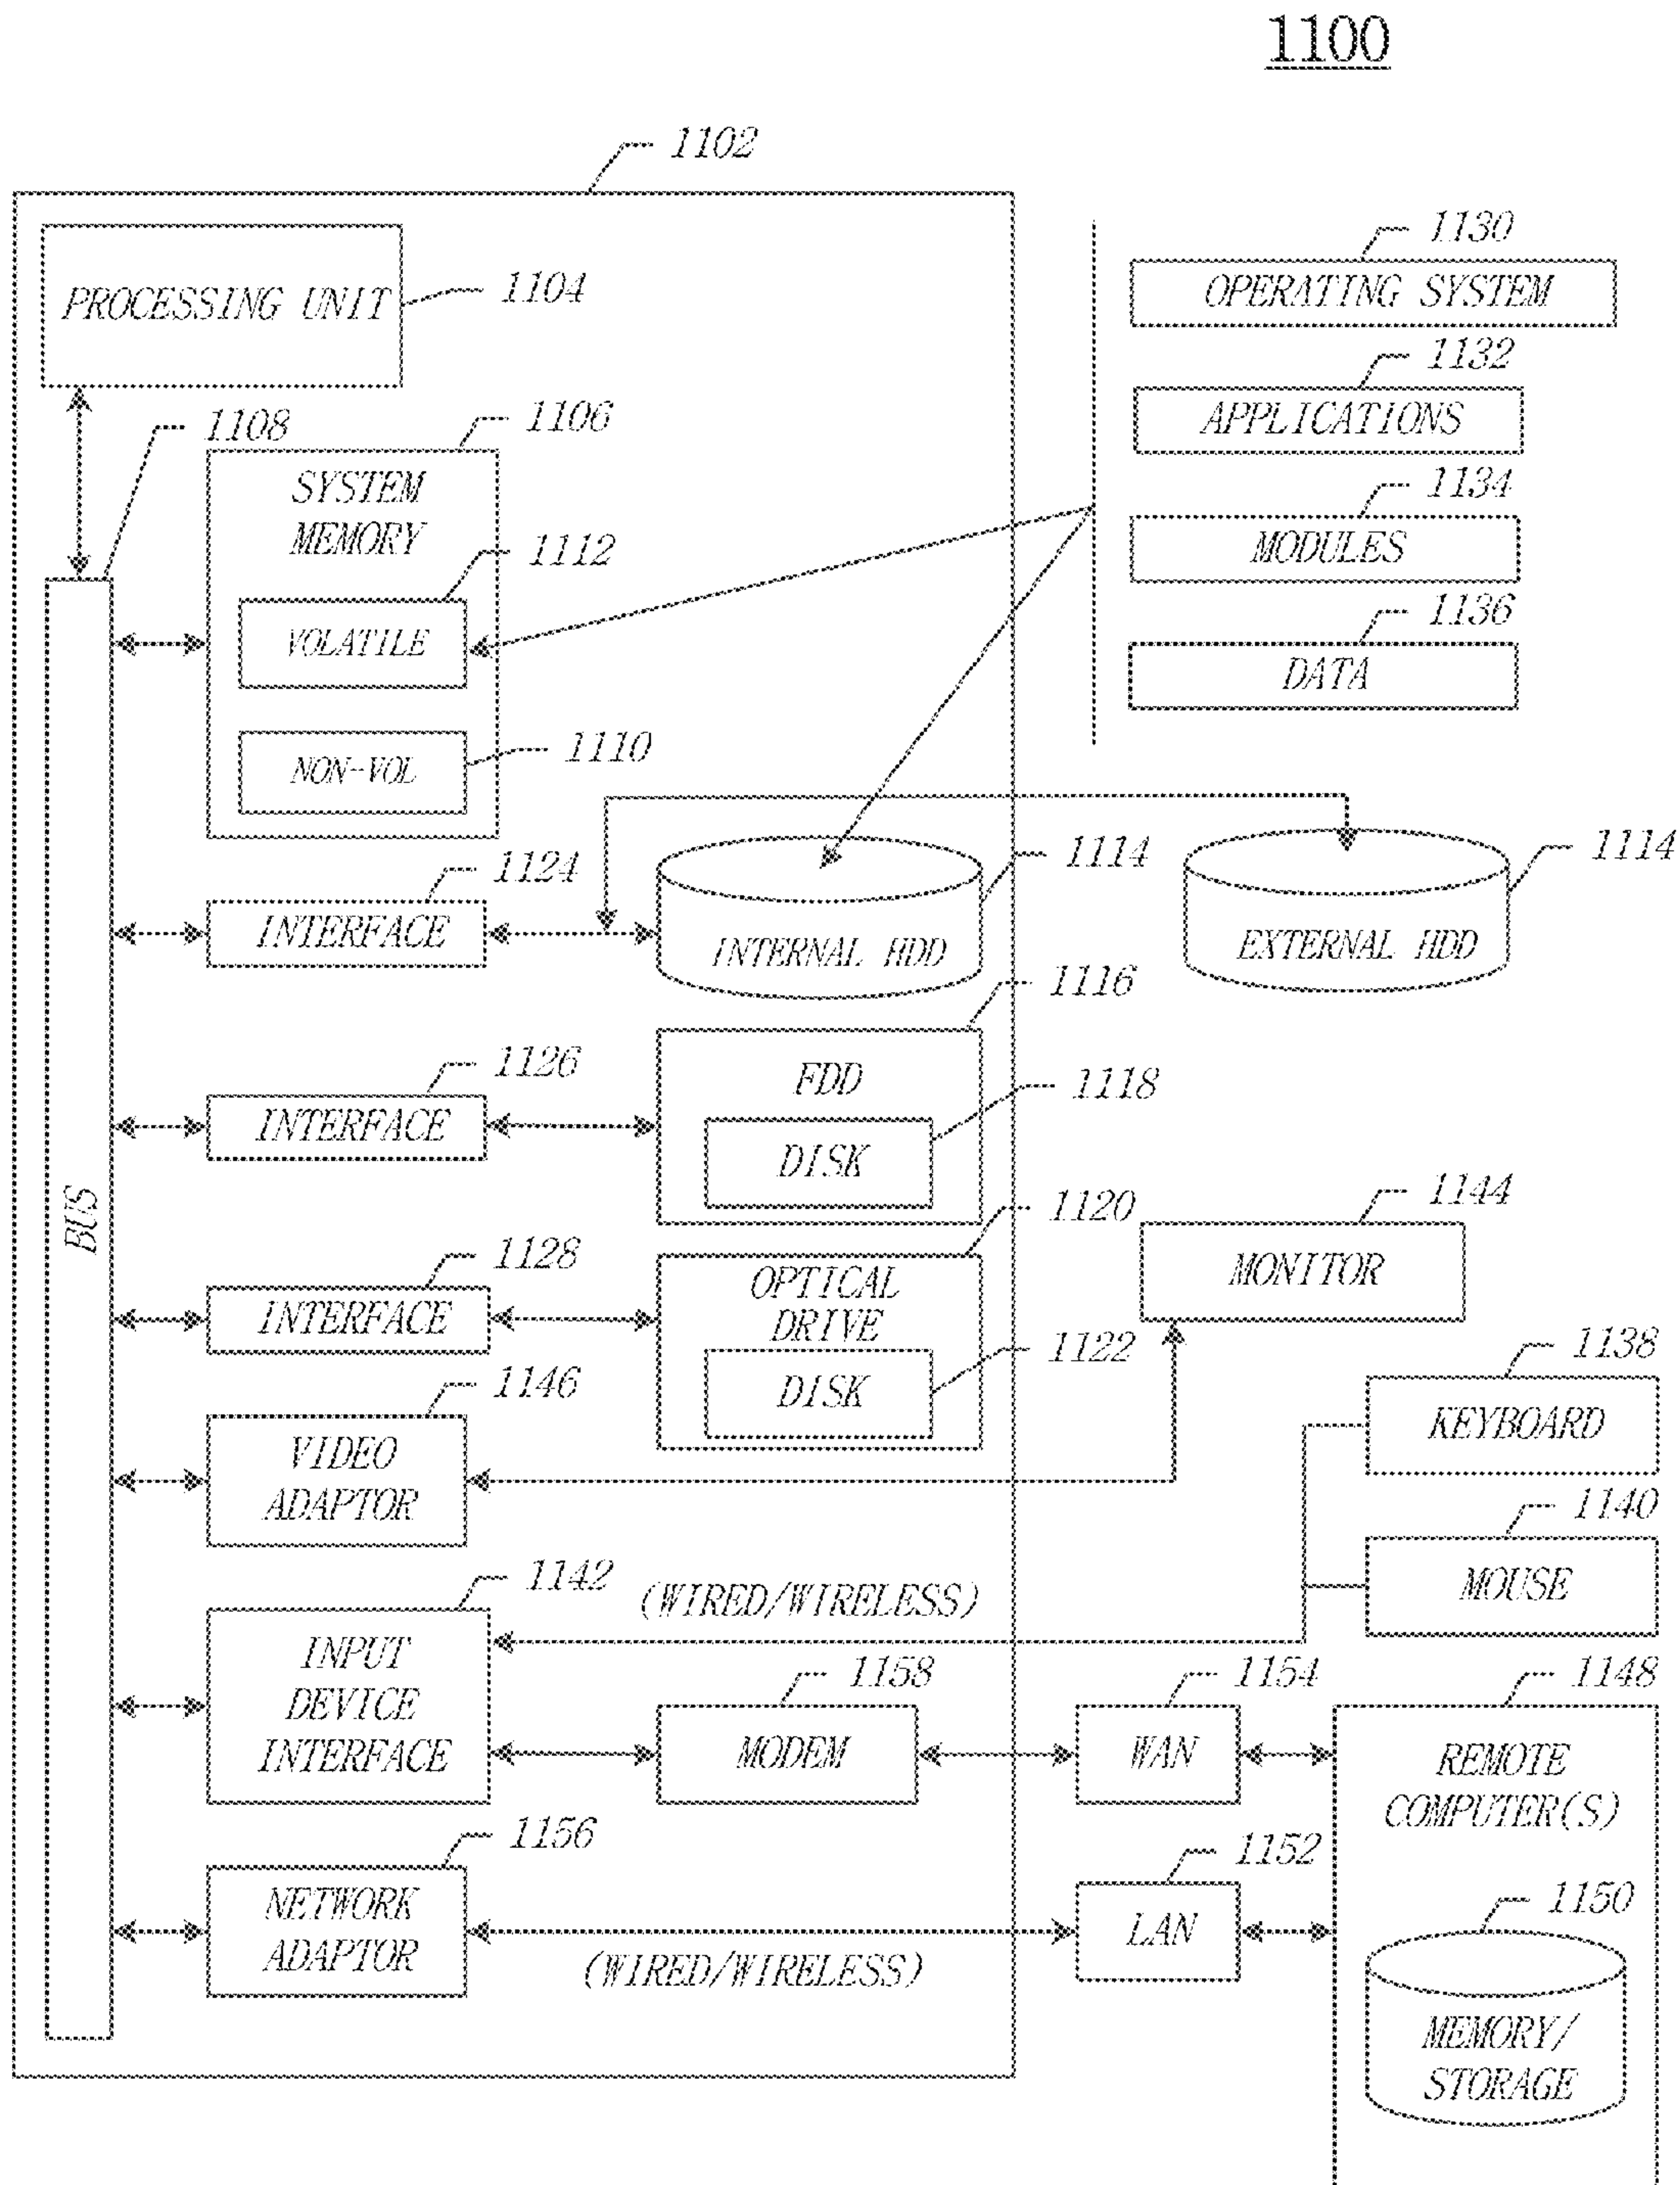 1100
1102
PROCESSING UNIT
1104
1130
OPERATING SYSTEM
1132
APPLICATIONS
1134
MODULES
1136
DATA
1108
1106
SYSTEM
MEMORY
1112
VOLATILE
1110
NON-VOL
1124
INTERFACE
1114
INTERNAL HDD
1114
EXTERNAL HDD
1116
FDD
1118
DISK
1126
INTERFACE
BUS
1120
OPTICAL
DRIVE
1122
DISK
1128
INTERFACE
1144
MONITOR
1138
KEYBOARD
1146
VIDEO
ADAPTOR
1140
MOUSE
1142
(WIRED/WIRELESS)
INPUT
DEVICE
INTERFACE
1158
MODEM
1154
WAN
1148
REMOTE
COMPUTER(S)
1156
NETWORK
ADAPTOR
(WIRED/WIRELESS)
1152
LAN
1150
MEMORY/
STORAGE